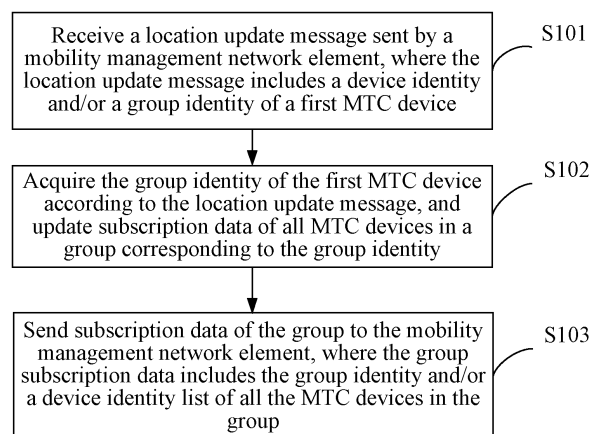 Receive a location update message sent by a
mobility management network element, where the
location update message includes a device identity
and/or a group identity of a first MTC device
S101
Acquire the group identity of the first MTC device
according to the location update message, and
update subscription data of all MTC devices in a
group corresponding to the group identity
S102
Send subscription data of the group to the mobility
management network element, where the group
subscription data includes the group identity and/or
a device identity list of all the MTC devices in the
group
S103